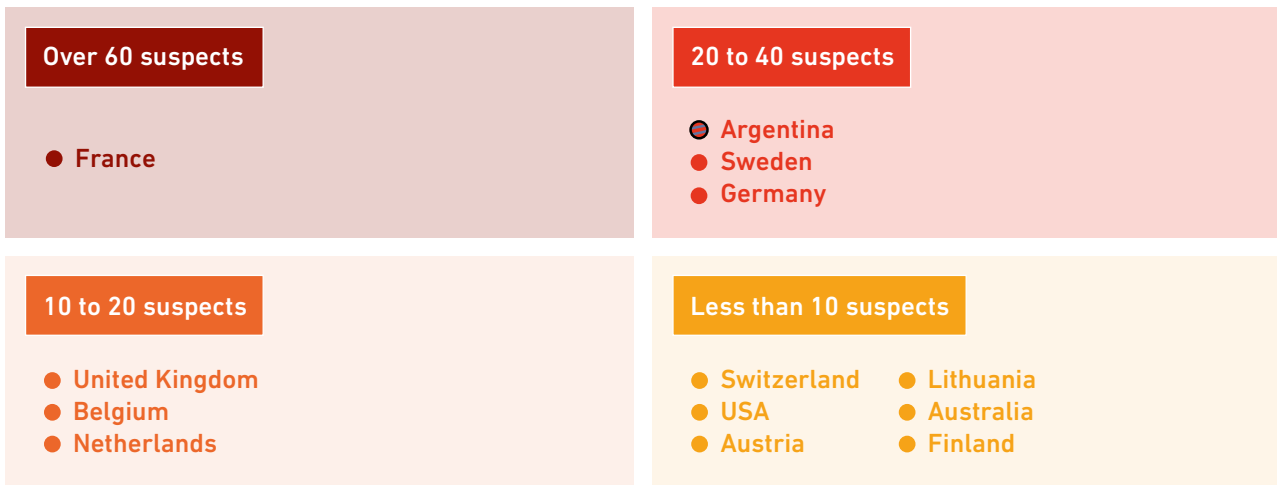 Over 60 suspects
France
20 to 40 suspects
Argentina
Sweden
Germany
10 to 20 suspects
United Kingdom
Belgium
Netherlands
Less than 10 suspects
Switzerland
USA
Austria
Lithuania
Australia
Finland